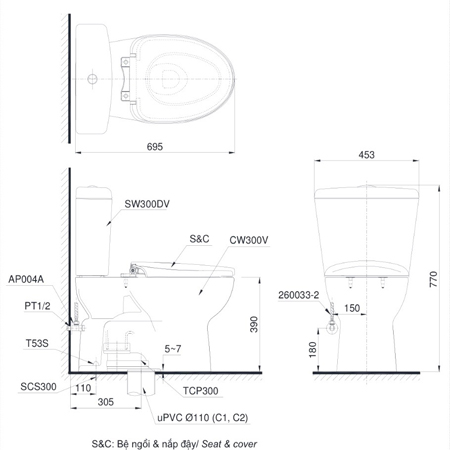 695
453
SW300DV
S&C
CW300V
AP004A
PT1/2
T53S
SCS300
110
305
5~7
TCP300
uPVC Ø110 (C1, C2)
390
260033-2
150
180
770
S&C: Bệ ngồi & nắp đậy/ Seat & cover